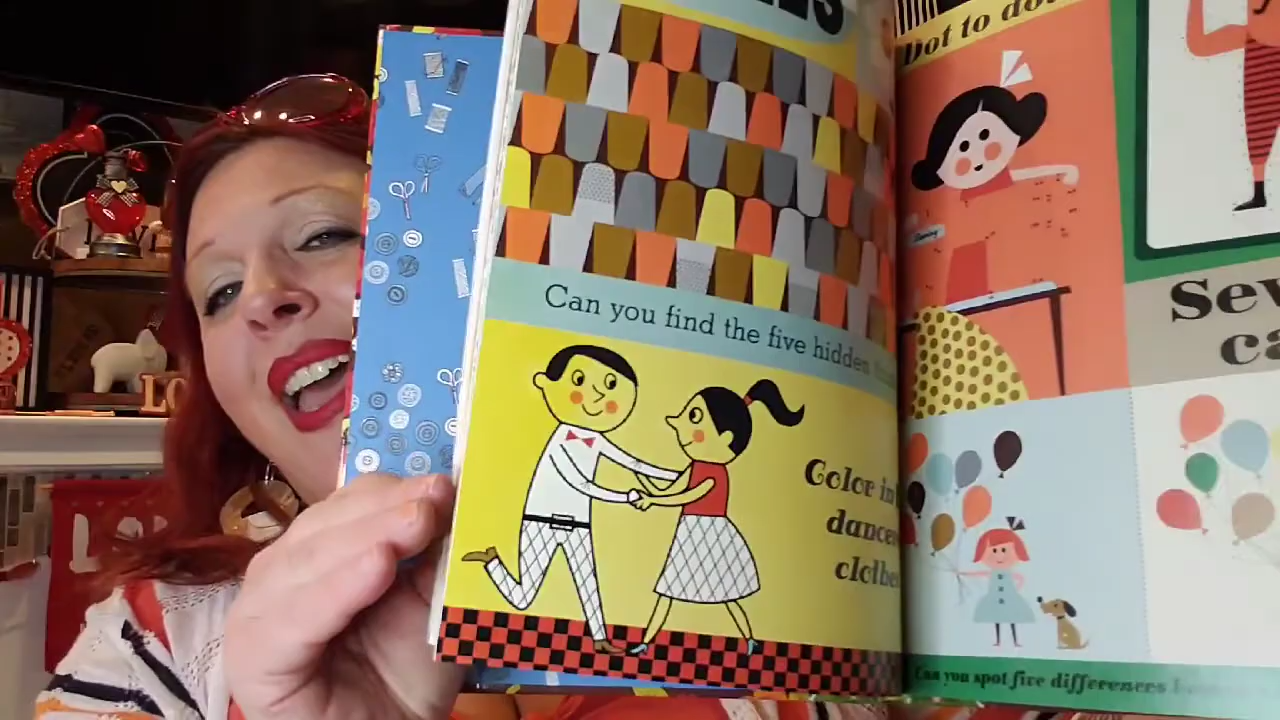 Can you find the five hidden
Color in
dancer
clothe
Dot to dot
Sew
ca
Can you spot five differences